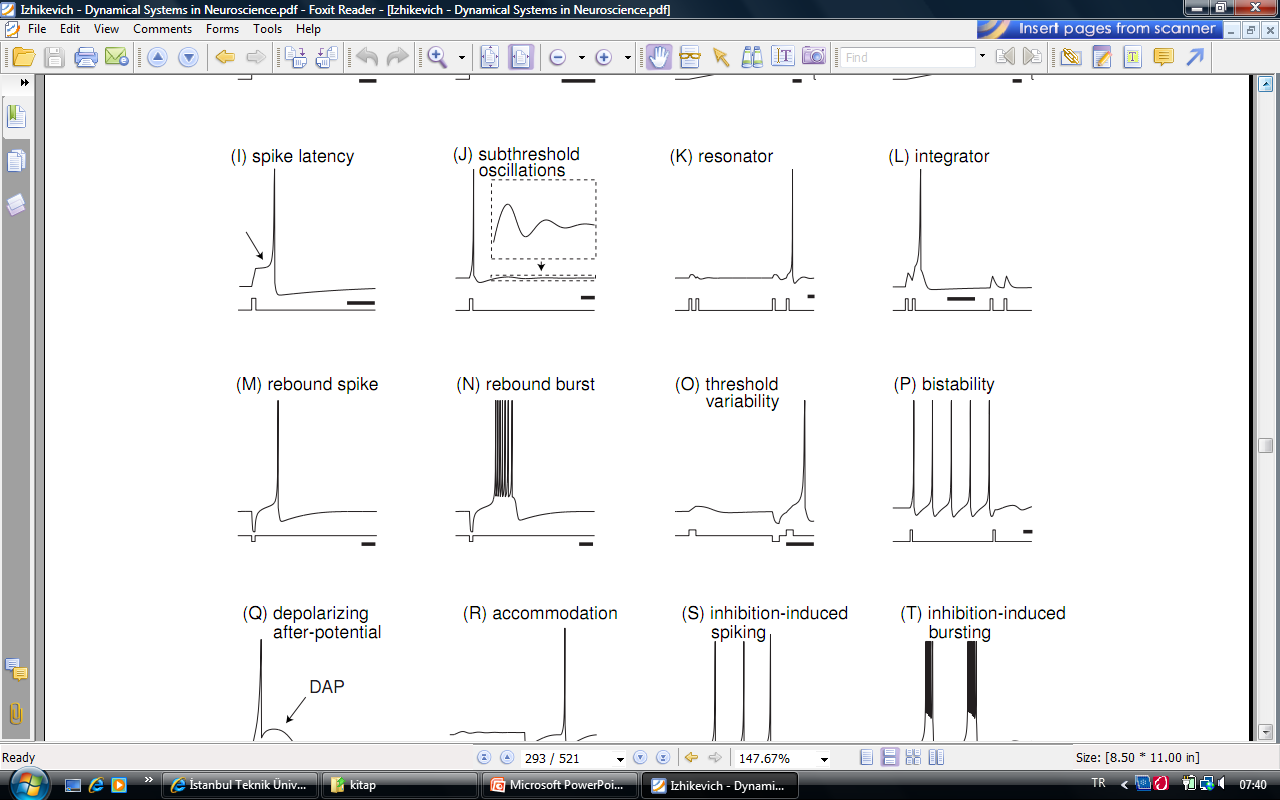 Izhikevich - Dynamical Systems in Neuroscience.pdf - Foxit Reader - [Izhikevich - Dynamical Systems in Neuroscience.pdf]
File Edit View Comments Forms Tools Help
Insert pages from scanner
Find
(I) spike latency
(J) subthreshold
oscillations
(K) resonator
(L) integrator
(M) rebound spike
(N) rebound burst
(O) threshold
variability
(P) bistability
(Q) depolarizing
after-potential
(R) accommodation
(S) inhibition-induced
spiking
(T) inhibition-induced
bursting
DAP
Ready
293 / 521
147.67%
Size: [8.50 * 11.00 in]
İstanbul Teknik Üniv...
kitap
Microsoft PowerPoi...
Izhikevich - Dynami...
TR
07:40